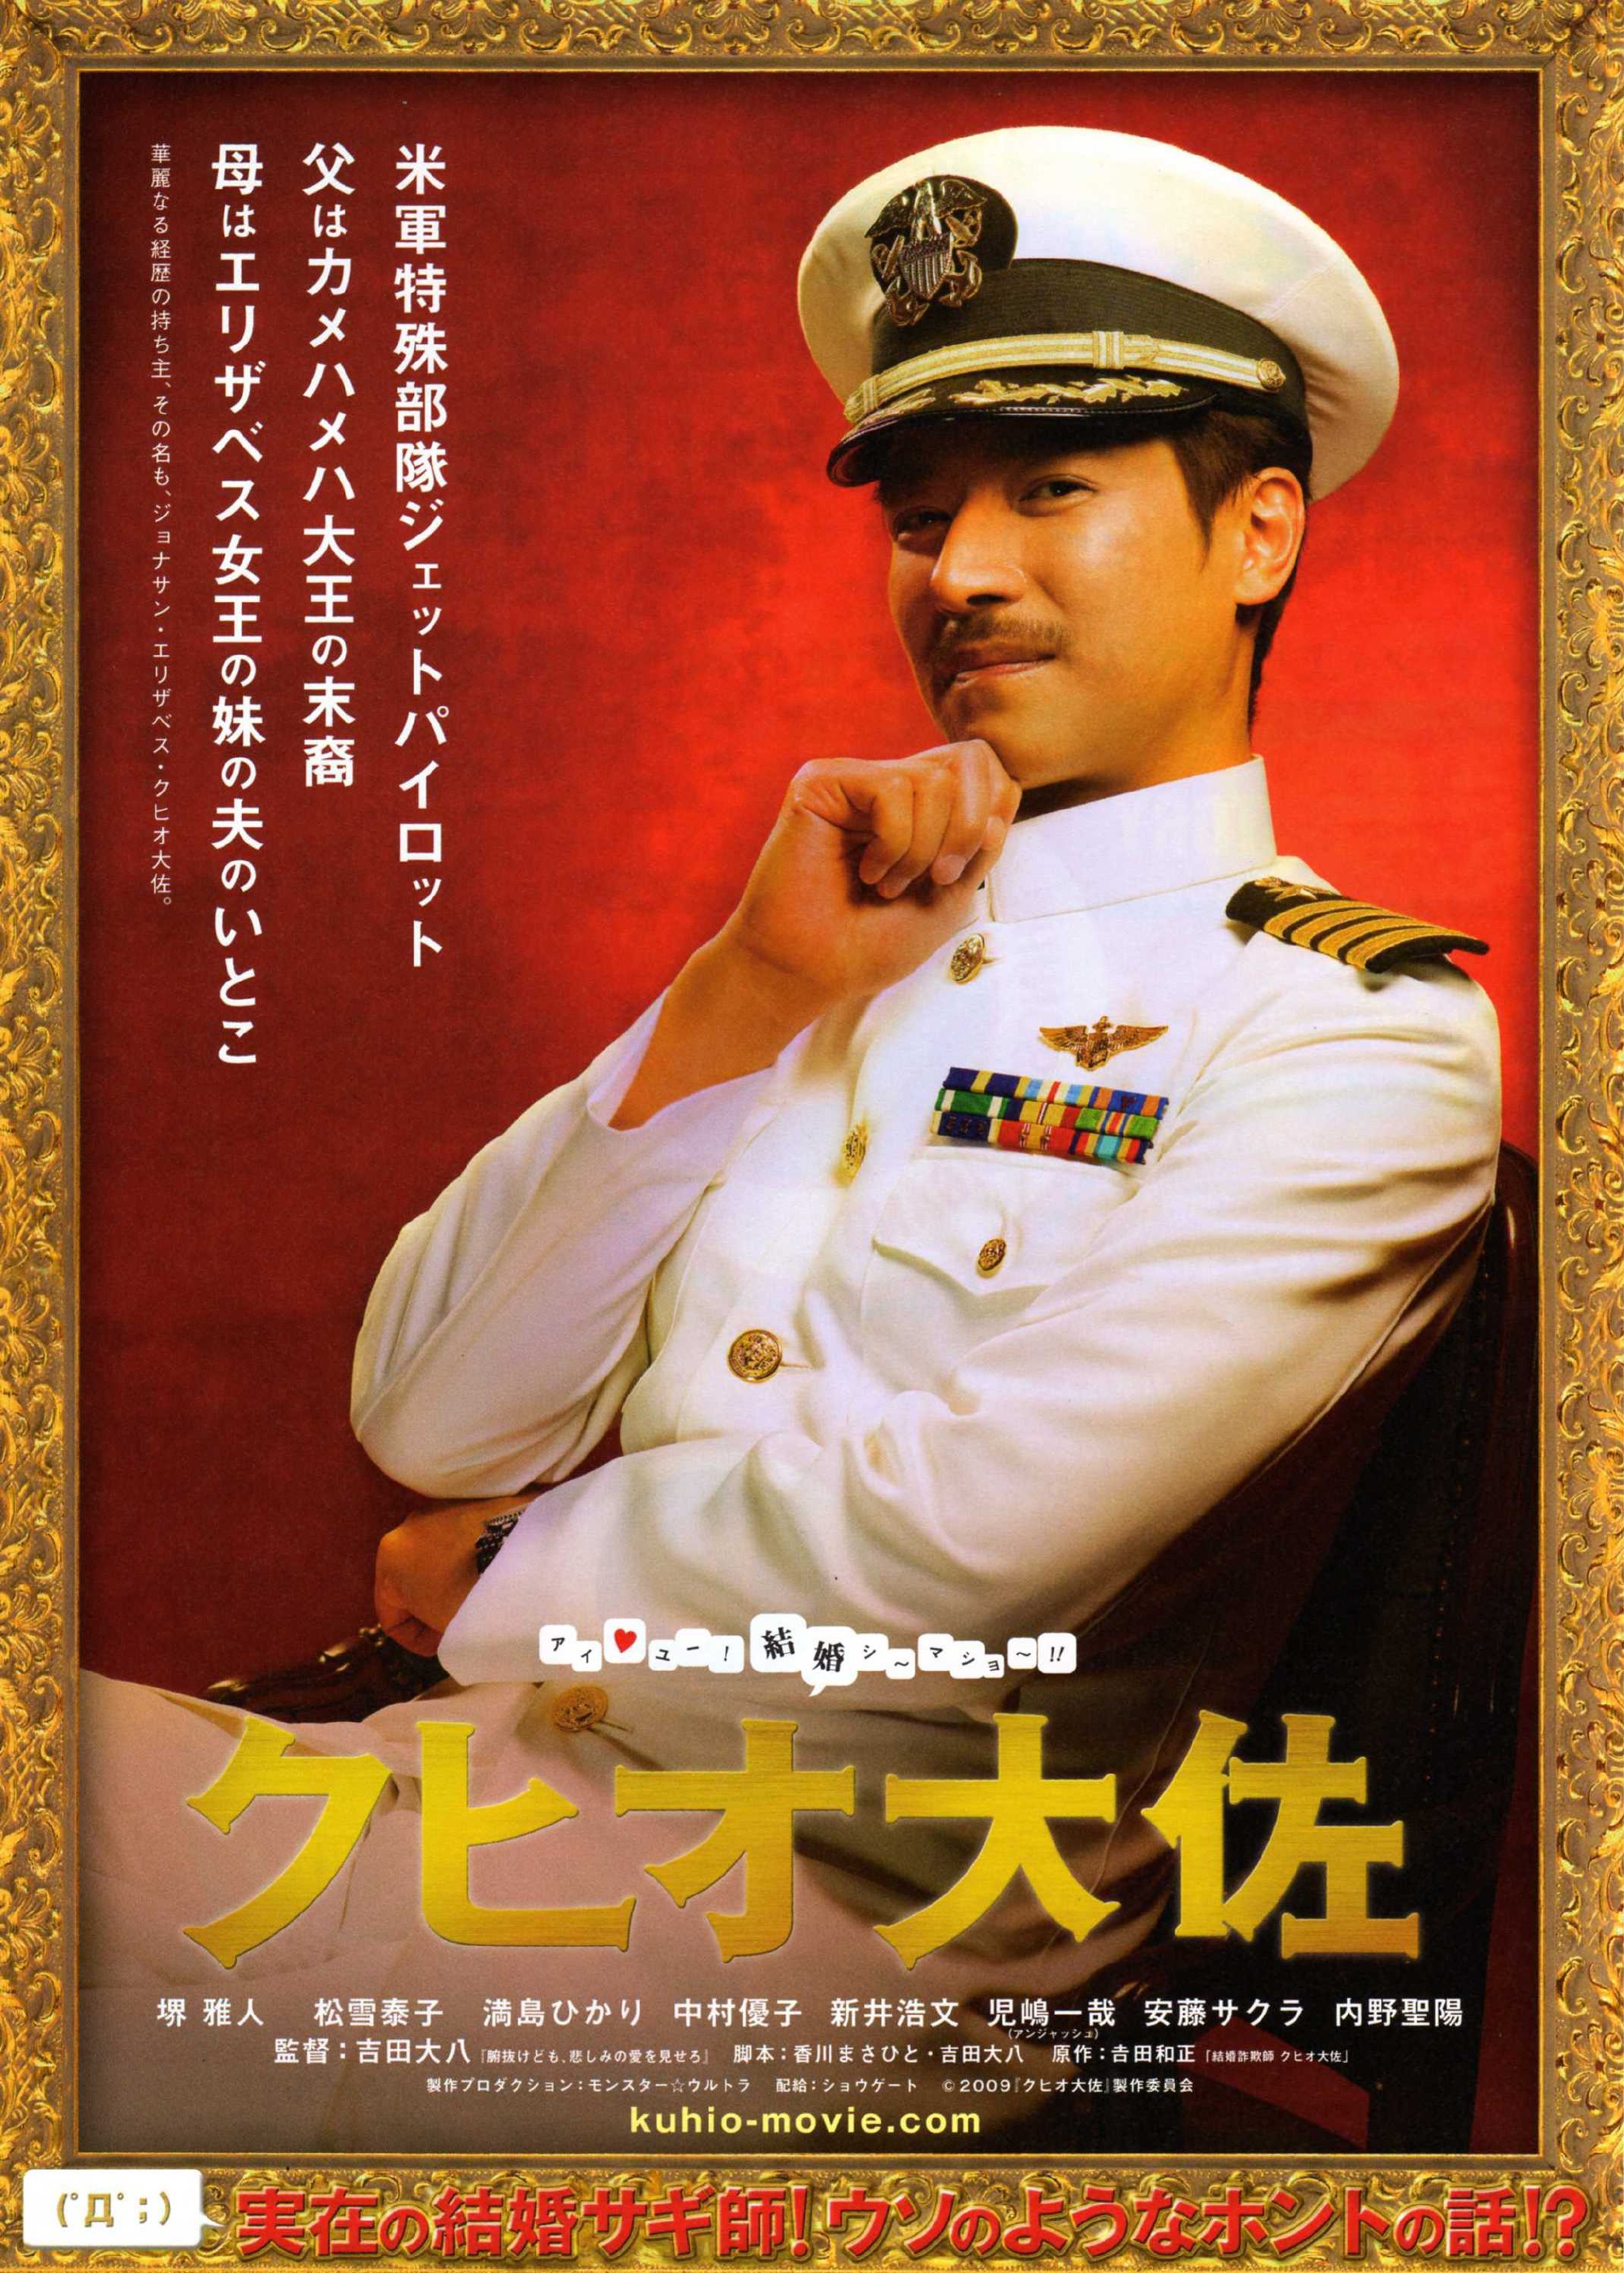 米軍特殊部隊ジェットパイロット
父はカメハメハ大王の末裔
母はエリザベス女王の妹の夫のいとこ
華麗なる経歴の持ち主、その名も、ジョナサン・エリザベス・クヒオ大佐。
アイ♥ユー!結婚シ〜マショ〜!!
クヒオ大佐
堺 雅人 松雪泰子 満島ひかり 中村優子 新井浩文 児嶋一哉 安藤サクラ 内野聖陽
(アンジャッシュ)
監督:吉田大八『腑抜けども、悲しみの愛を見せろ』 脚本:香川まさひと・吉田大八 原作:吉田和正「結婚詐欺師 クヒオ大佐」
製作プロダクション:モンスター☆ウルトラ 配給:ショウゲート ©2009『クヒオ大佐』製作委員会
kuhio-movie.com
(ﾟДﾟ;) 実在の結婚サギ師!ウソのようなホントの話!?